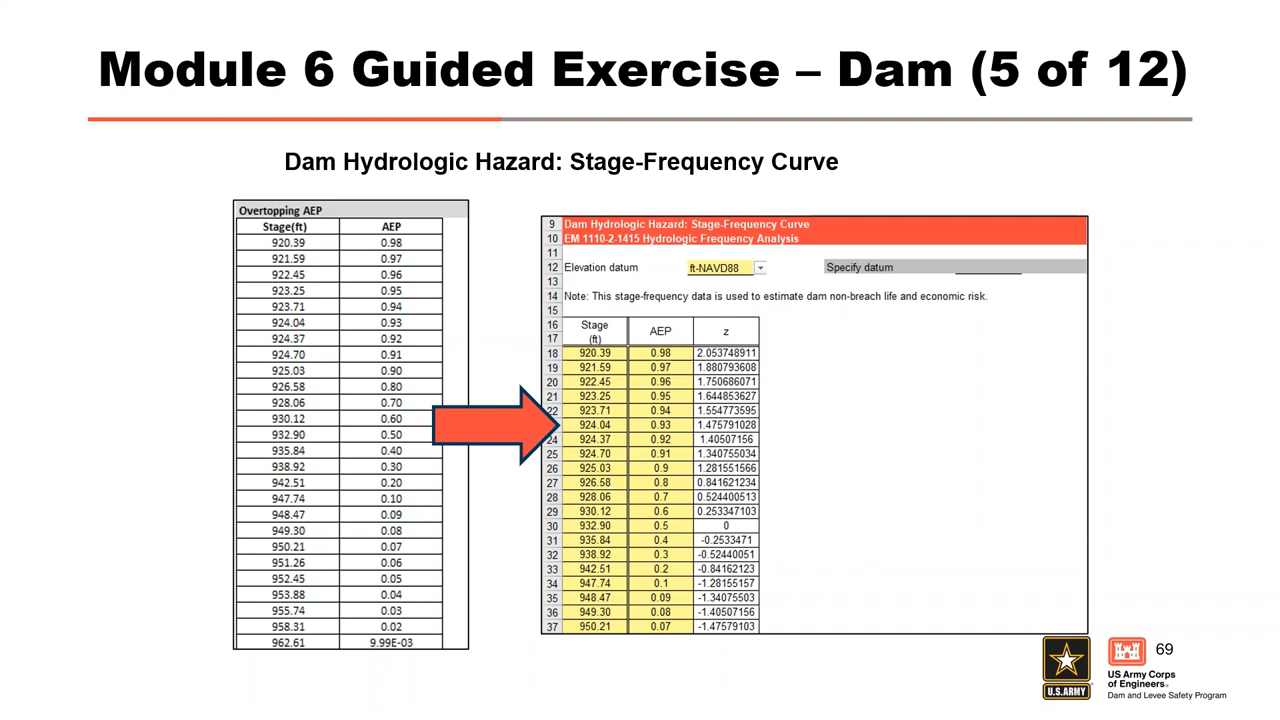 Module 6 Guided Exercise – Dam (5 of 12)
Dam Hydrologic Hazard: Stage-Frequency Curve
Overtopping AEP
Stage(ft) AEP
920.39 0.98
921.59 0.97
922.45 0.96
923.25 0.95
923.71 0.94
924.04 0.93
924.37 0.92
924.70 0.91
925.03 0.90
926.58 0.80
928.06 0.70
930.12 0.60
932.90 0.50
935.84 0.40
938.92 0.30
942.51 0.20
947.74 0.10
948.47 0.09
949.30 0.08
950.21 0.07
951.26 0.06
952.45 0.05
953.88 0.04
955.74 0.03
958.31 0.02
962.61 9.99E-03
9 Dam Hydrologic Hazard: Stage-Frequency Curve
10 EM 1110-2-1415 Hydrologic Frequency Analysis
11
12 Elevation datum ft-NAVD88 Specify datum
13
14 Note: This stage-frequency data is used to estimate dam non-breach life and economic risk.
15
16 Stage AEP z
17 (ft)
18 920.39 0.98 2.053748911
19 921.59 0.97 1.880793608
20 922.45 0.96 1.750686071
21 923.25 0.95 1.644853627
22 923.71 0.94 1.554773595
924.04 0.93 1.475791028
24 924.37 0.92 1.40507156
25 924.70 0.91 1.340755034
26 925.03 0.9 1.281551566
27 926.58 0.8 0.841621234
28 928.06 0.7 0.524400513
29 930.12 0.6 0.253347103
30 932.90 0.5 0
31 935.84 0.4 -0.2533471
32 938.92 0.3 -0.52440051
33 942.51 0.2 -0.84162123
34 947.74 0.1 -1.28155157
35 948.47 0.09 -1.34075503
36 949.30 0.08 -1.40507156
37 950.21 0.07 -1.47579103
U.S.ARMY
69
US Army Corps
of Engineers®
Dam and Levee Safety Program